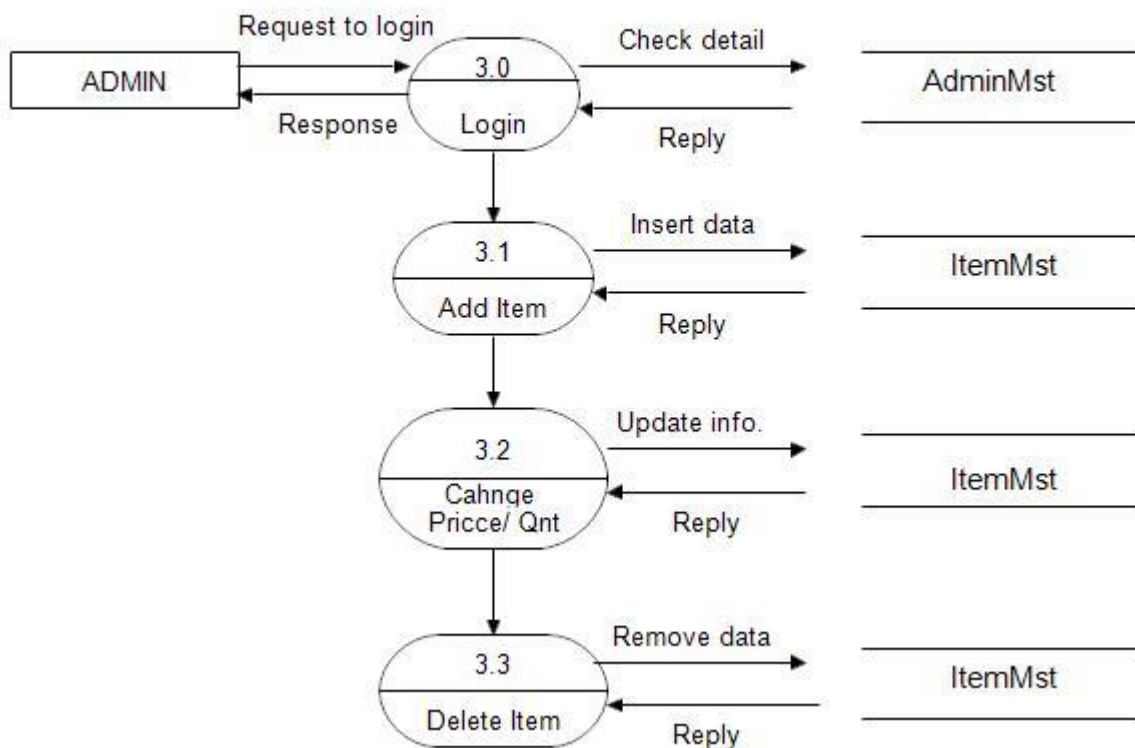 Request to login
Check detail
ADMIN
3.0
AdminMst
Response
Login
Reply
Insert data
3.1
ItemMst
Add Item
Reply
Update info.
3.2
ItemMst
Cahnge
Pricce/ Qnt
Reply
Remove data
3.3
ItemMst
Delete Item
Reply